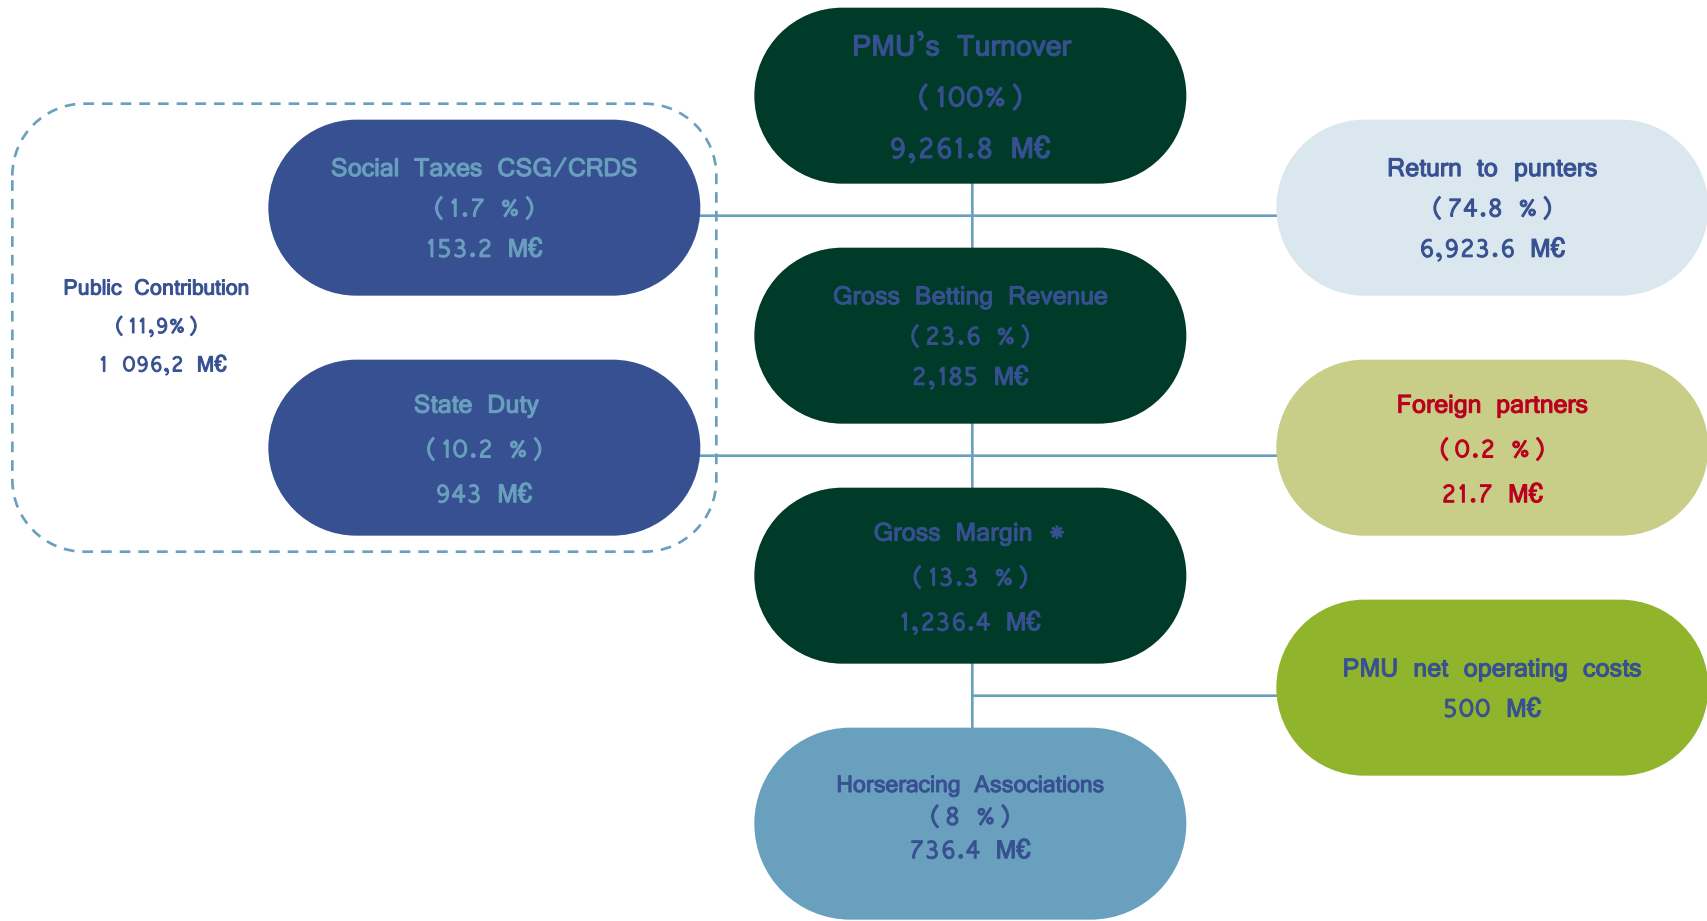 PMU's Turnover
(100%)
9,261.8 M€
Social Taxes CSG/CRDS
(1.7 %)
153.2 M€
Return to punters
(74.8 %)
6,923.6 M€
Public Contribution
(11,9%)
1 096,2 M€
Gross Betting Revenue
(23.6 %)
2,185 M€
State Duty
(10.2 %)
943 M€
Foreign partners
(0.2 %)
21.7 M€
Gross Margin *
(13.3 %)
1,236.4 M€
PMU net operating costs
500 M€
Horseracing Associations
(8 %)
736.4 M€